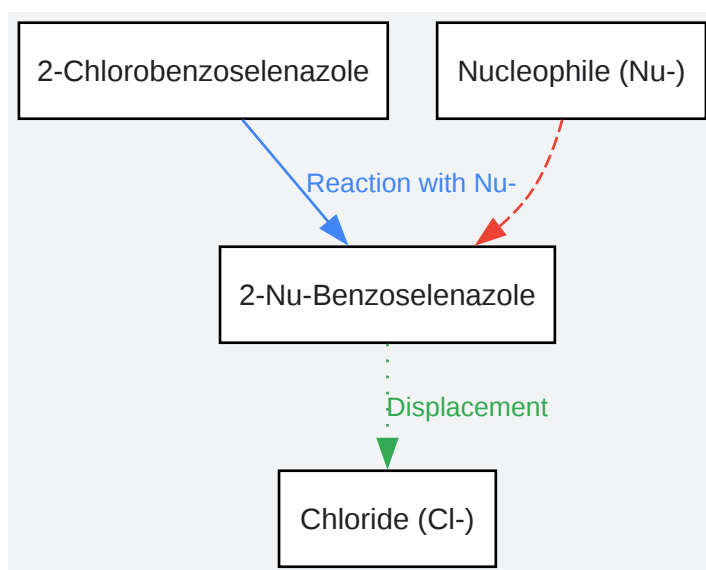 2-Chlorobenzoselenazole
Nucleophile (Nu-)
Reaction with Nu-
2-Nu-Benzoselenazole
Displacement
Chloride (Cl-)